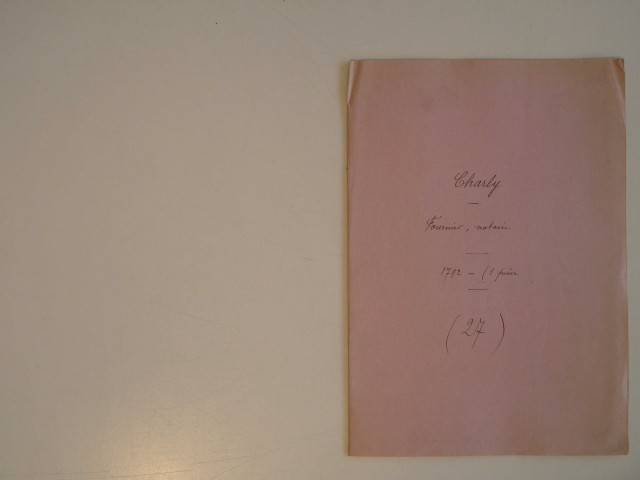 Charly
Fournier, notaire
1792 - (1 pièce
(27)